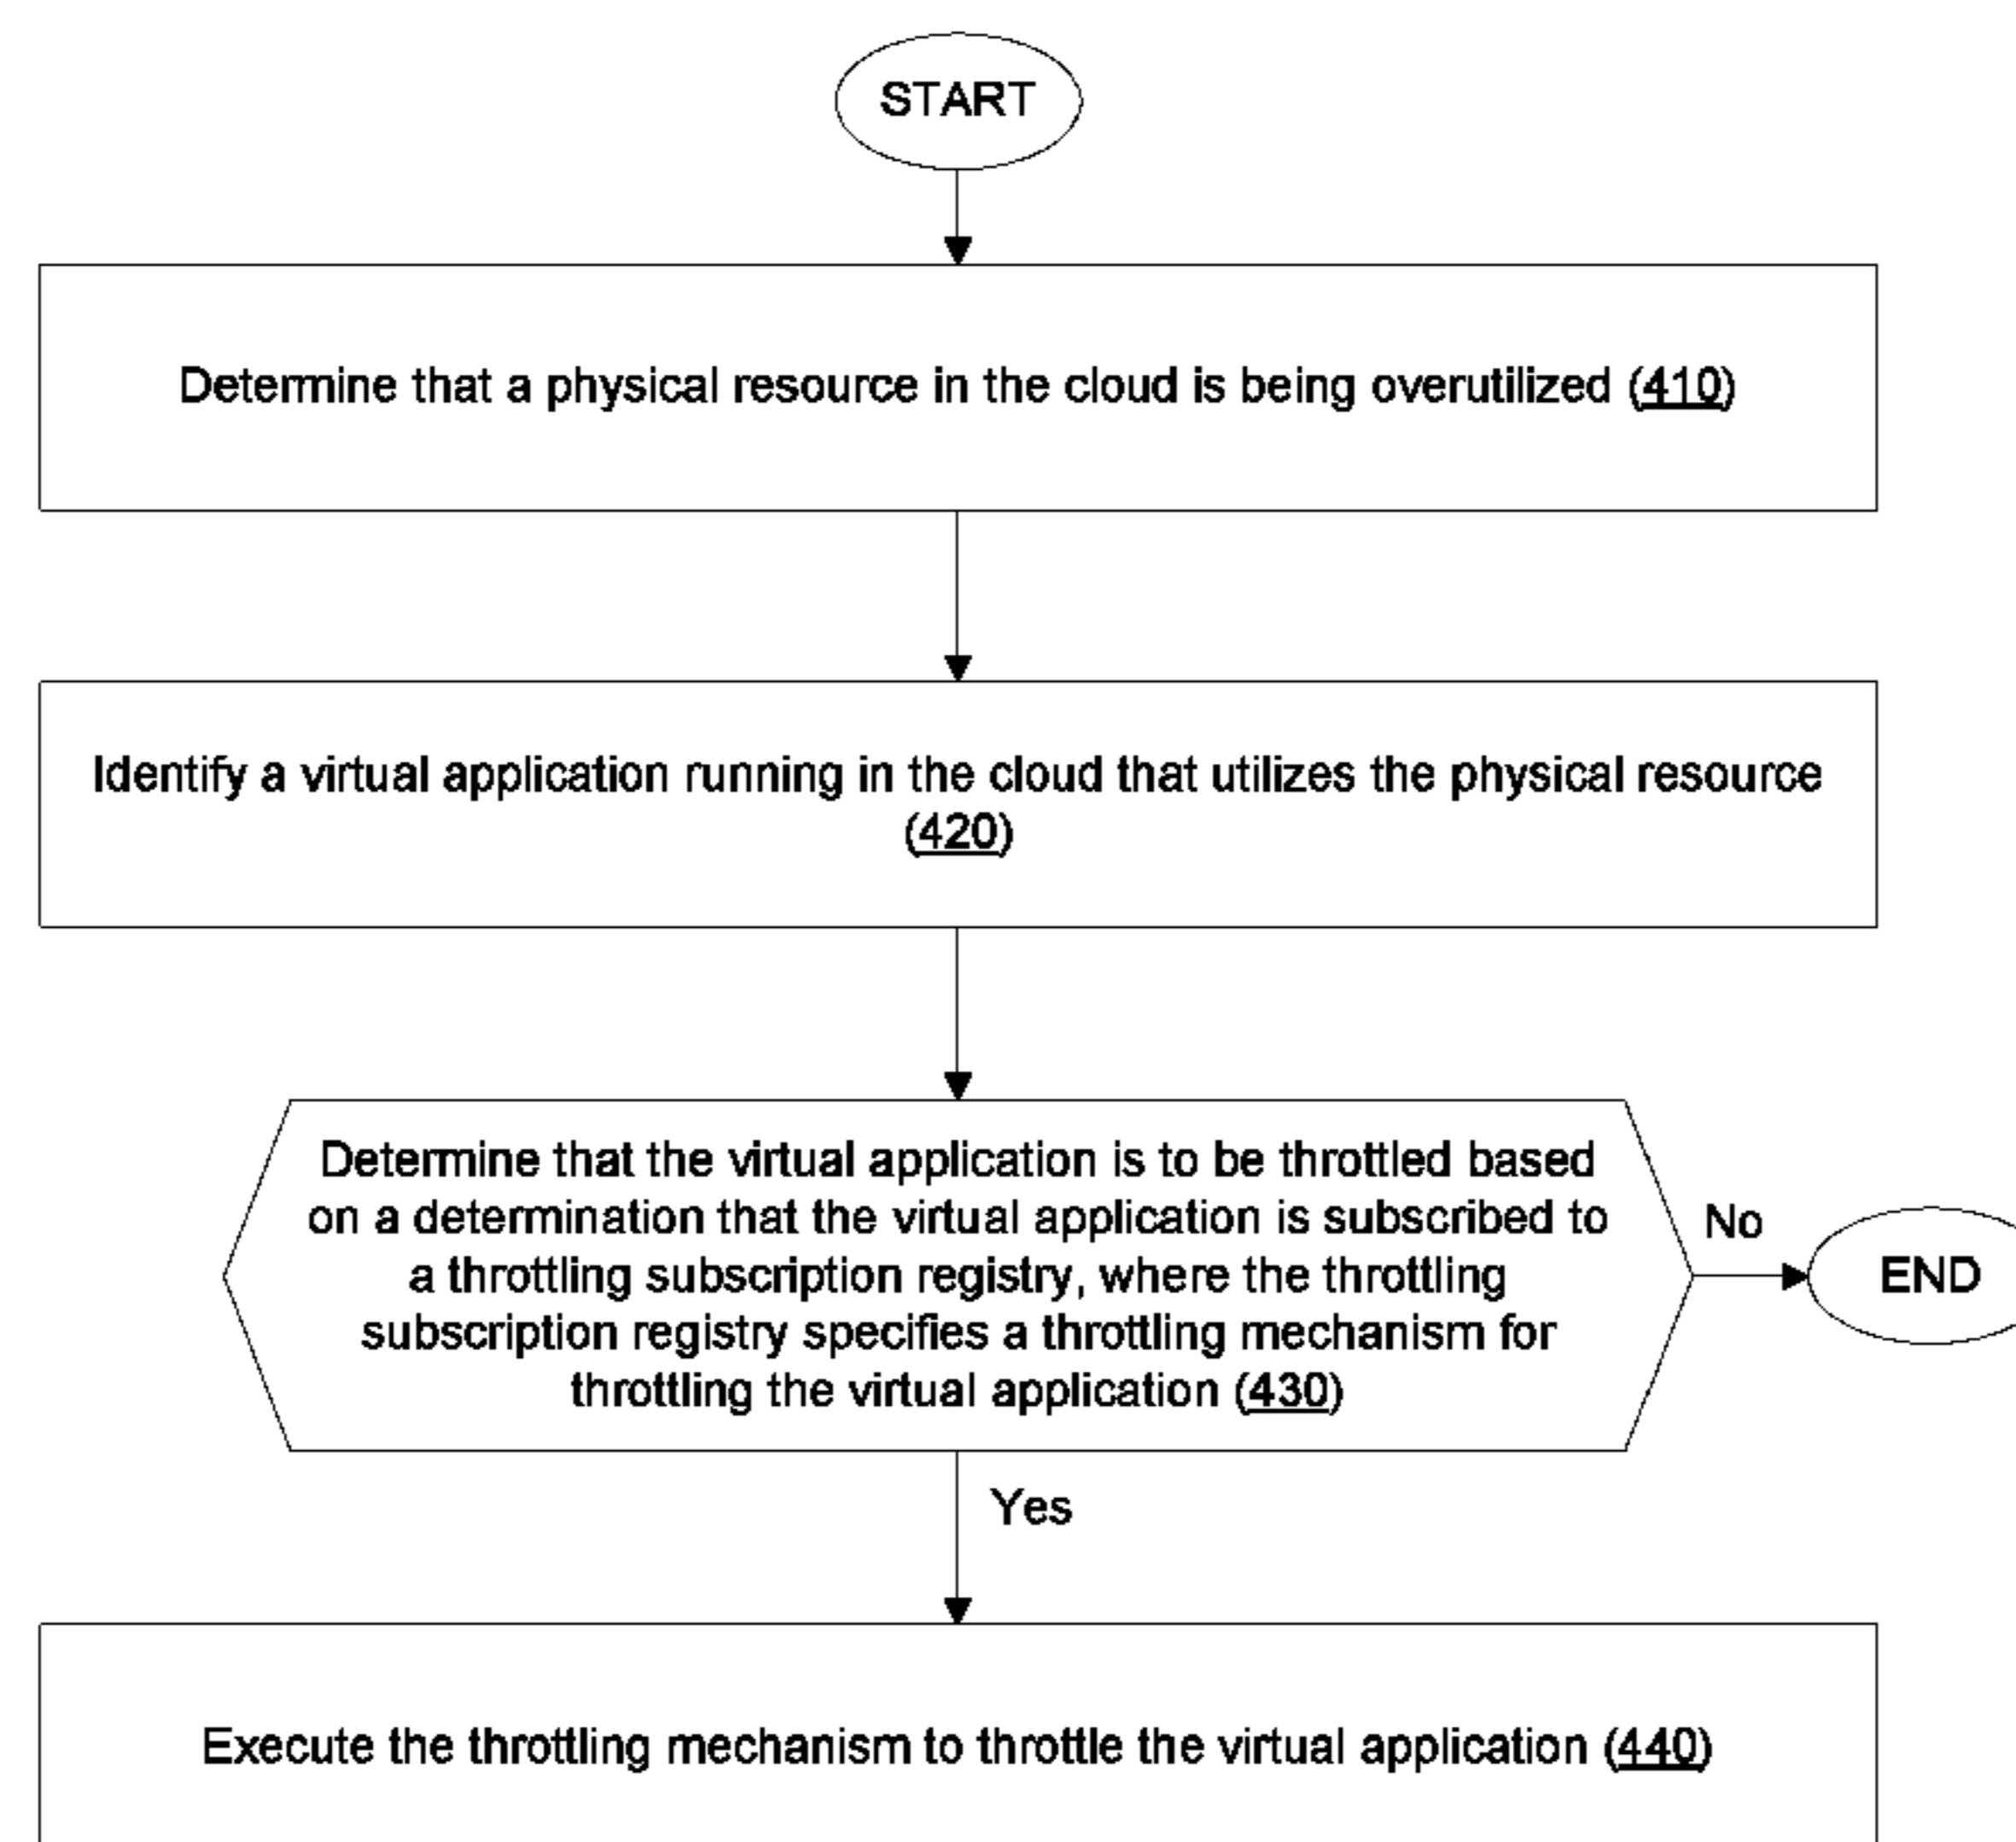 START
Determine that a physical resource in the cloud is being overutilized (410)
Identify a virtual application running in the cloud that utilizes the physical resource
(420)
Determine that the virtual application is to be throttled based
on a determination that the virtual application is subscribed to
a throttling subscription registry, where the throttling
subscription registry specifies a throttling mechanism for
throttling the virtual application (430)
No
END
Yes
Execute the throttling mechanism to throttle the virtual application (440)